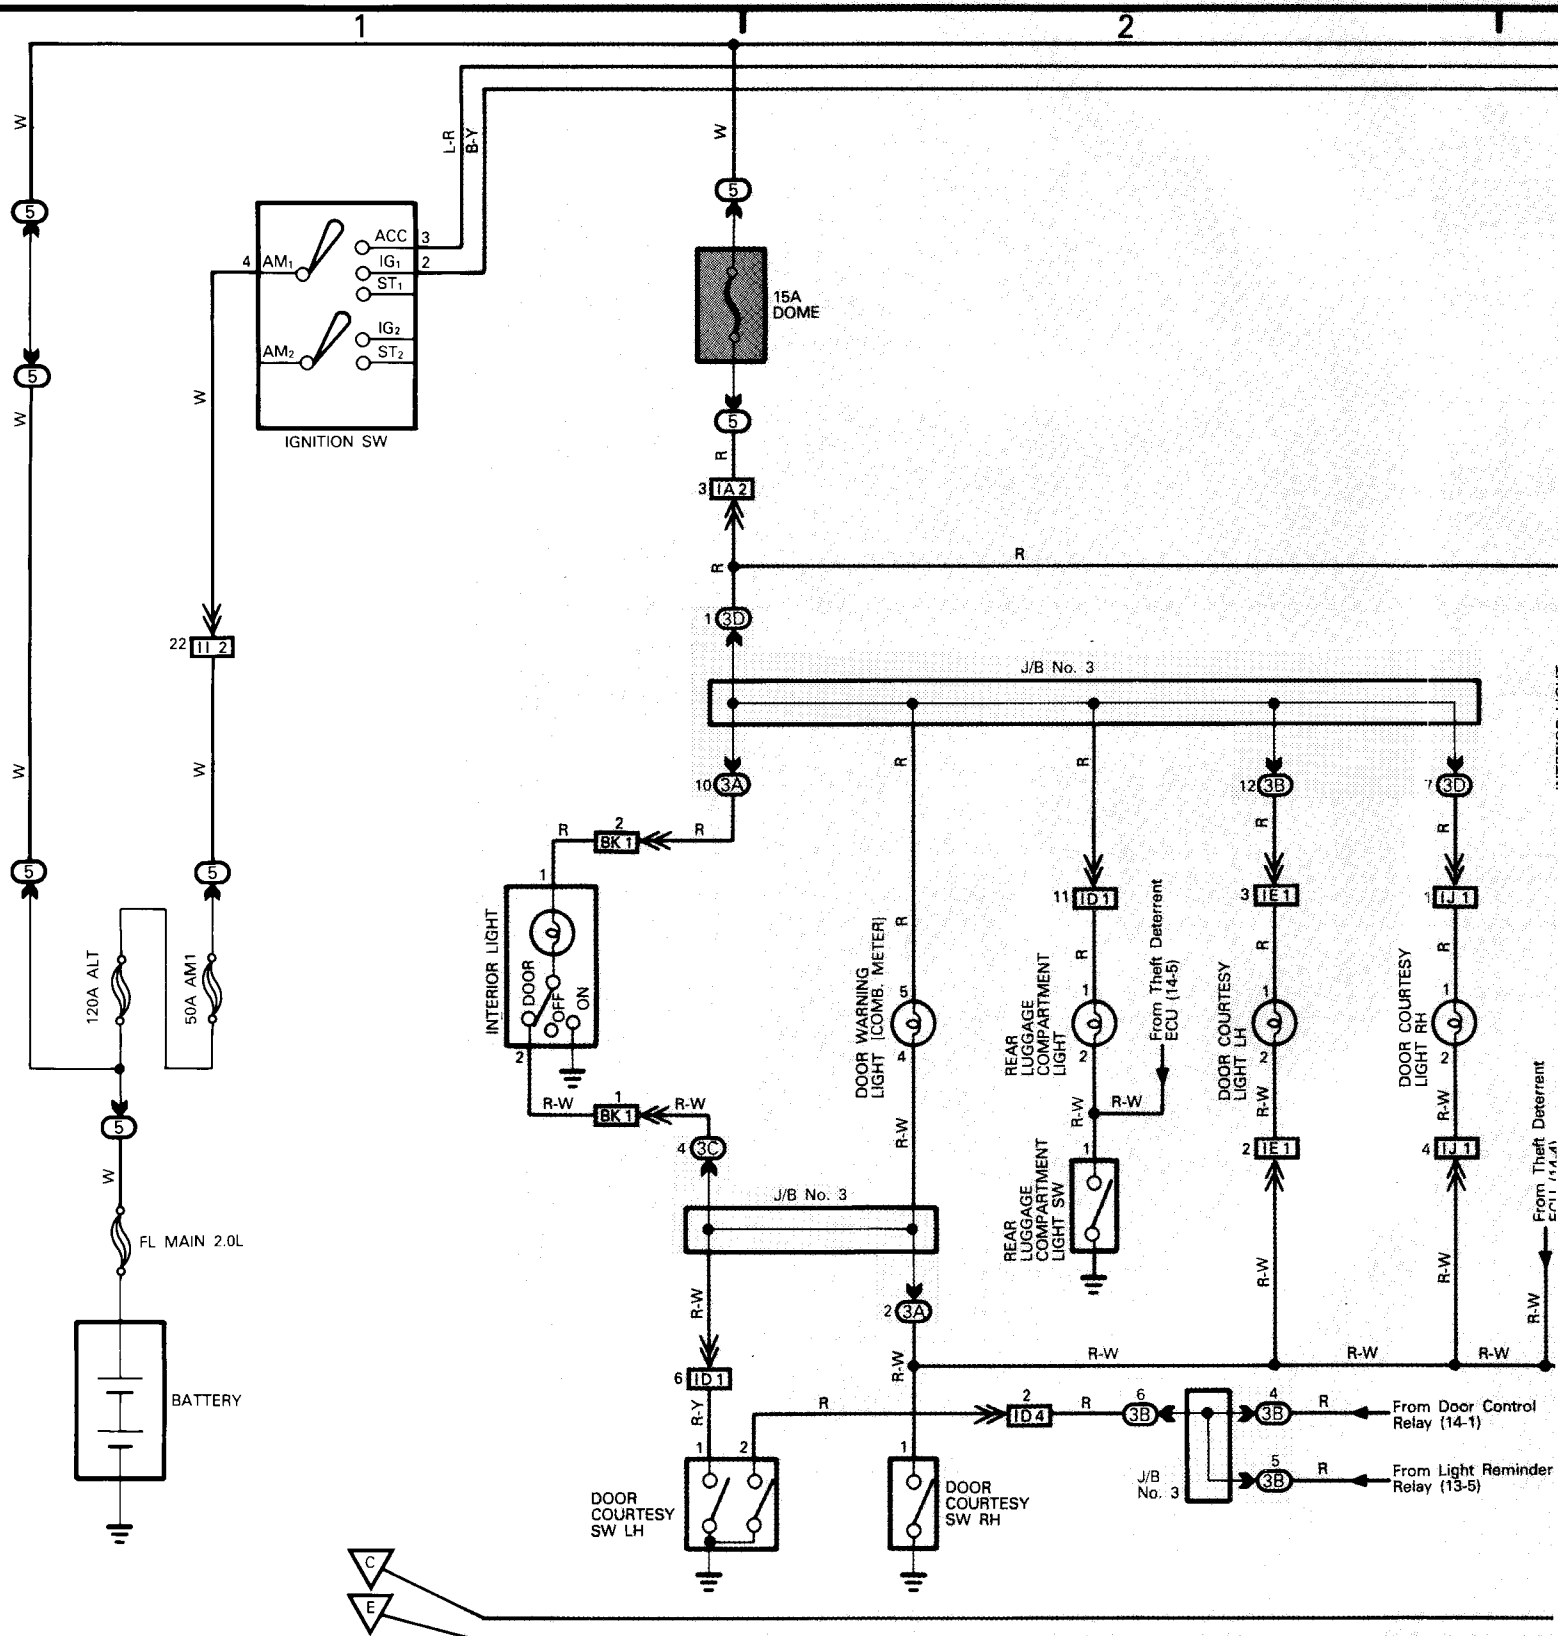 1
2
W
L-R
B-Y
W
5
5
ACC
3
4
AM1
IG1
2
ST1
IG2
AM2
ST2
IGNITION SW
15A
DOME
5
W
W
5
R
3
IA 2
R
R
1
3D
22
II 2
J/B No. 3
W
W
R
R
10
3A
12
3B
7
3D
R
2
BK 1
R
R
R
5
5
1
11
ID 1
3
IE 1
1
IJ 1
120A ALT
50A AM1
INTERIOR LIGHT
DOOR
OFF
ON
2
R
DOOR WARNING
LIGHT [COMB. METER]
5
4
R
REAR
LUGGAGE
COMPARTMENT
LIGHT
1
2
From Theft Deterrent
ECU (14-5)
R
DOOR COURTESY
LIGHT LH
1
2
R
DOOR COURTESY
LIGHT RH
1
2
5
W
R-W
1
BK 1
R-W
R-W
R-W
R-W
R-W
R-W
4
3C
1
2
IE 1
4
IJ 1
From Theft Deterrent
J/B No. 3
REAR
LUGGAGE
COMPARTMENT
LIGHT SW
FL MAIN 2.0L
R-W
2
3A
R-W
R-W
R-W
R-W
R-W
R-W
R-W
6
ID 1
BATTERY
R-Y
R
2
ID 4
R
6
3B
4
3B
R
From Door Control
Relay (14-1)
1
2
1
J/B
No. 3
5
3B
R
From Light Reminder
Relay (13-5)
DOOR
COURTESY
SW LH
DOOR
COURTESY
SW RH
C
E